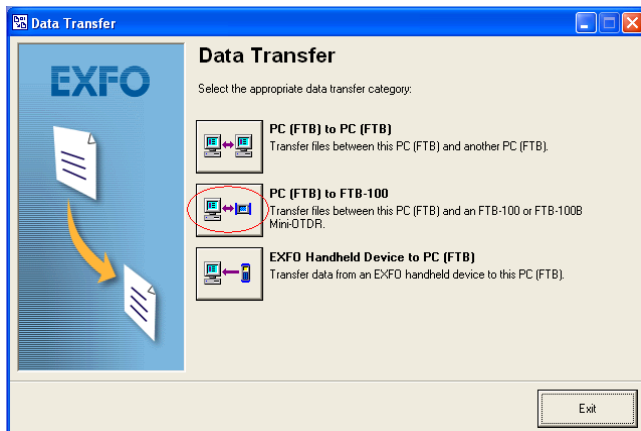 Data Transfer
EXFO
Data Transfer
Select the appropriate data transfer category:
PC (FTB) to PC (FTB)
Transfer files between this PC (FTB) and another PC (FTB).
PC (FTB) to FTB-100
Transfer files between this PC (FTB) and an FTB-100 or FTB-100B
Mini-OTDR.
EXFO Handheld Device to PC (FTB)
Transfer data from an EXFO handheld device to this PC (FTB).
Exit